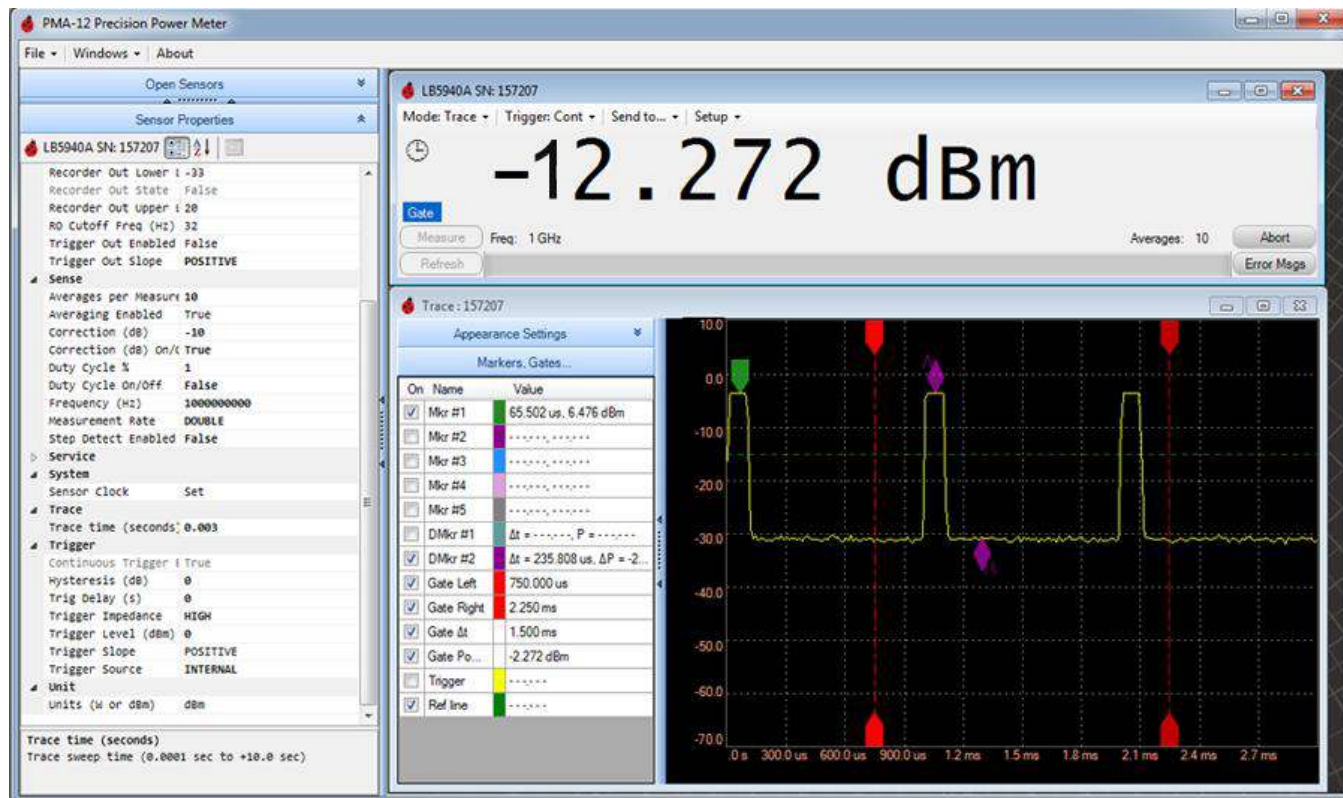 PMA-12 Precision Power Meter
File Windows About
Open Sensors
Sensor Properties
LB5940A SN: 157207
Recorder Out Lower -33
Recorder Out State False
Recorder Out Upper 20
RO Cutoff Freq (Hz) 32
Trigger Out Enabled False
Trigger Out Slope POSITIVE
Sense
Averages per Measure 10
Averaging Enabled True
Correction (dB) -10
Correction (dB) On/ True
Duty Cycle % 1
Duty Cycle On/Off False
Frequency (Hz) 1000000000
Measurement Rate DOUBLE
Step Detect Enabled False
Service
System
Sensor Clock Set
Trace
Trace time (seconds) 0.003
Trigger
Continuous Trigger True
Hysteresis (dB) 0
Trig Delay (s) 0
Trigger Impedance HIGH
Trigger Level (dBm) 0
Trigger Slope POSITIVE
Trigger Source INTERNAL
Unit
Units (W or dBm) dBm
Trace time (seconds)
Trace sweep time (0.0001 sec to +10.0 sec)
LB5940A SN: 157207
Mode: Trace Trigger: Cont Send to... Setup
-12.272 dBm
Gate
Measure Freq: 1 GHz Averages: 10 Abort
Refresh Error Msgs
Trace : 157207
Appearance Settings
Markers, Gates...
On Name Value
Mkr #1 65.502 us, 6.476 dBm
Mkr #2 ---.---, ---.---
Mkr #3 ---.---, ---.---
Mkr #4 ---.---, ---.---
Mkr #5 ---.---, ---.---
DMkr #1 Δt = ---.---, P = ---.---
DMkr #2 Δt = 235.808 us, ΔP = -2...
Gate Left 750.000 us
Gate Right 2.250 ms
Gate Δt 1.500 ms
Gate Po... -2.272 dBm
Trigger ---.---
Ref line ---.---
10.0
0.0
-10.0
-20.0
-30.0
-40.0
-50.0
-60.0
-70.0
.0 s 300.0 us 600.0 us 900.0 us 1.2 ms 1.5 ms 1.8 ms 2.1 ms 2.4 ms 2.7 ms